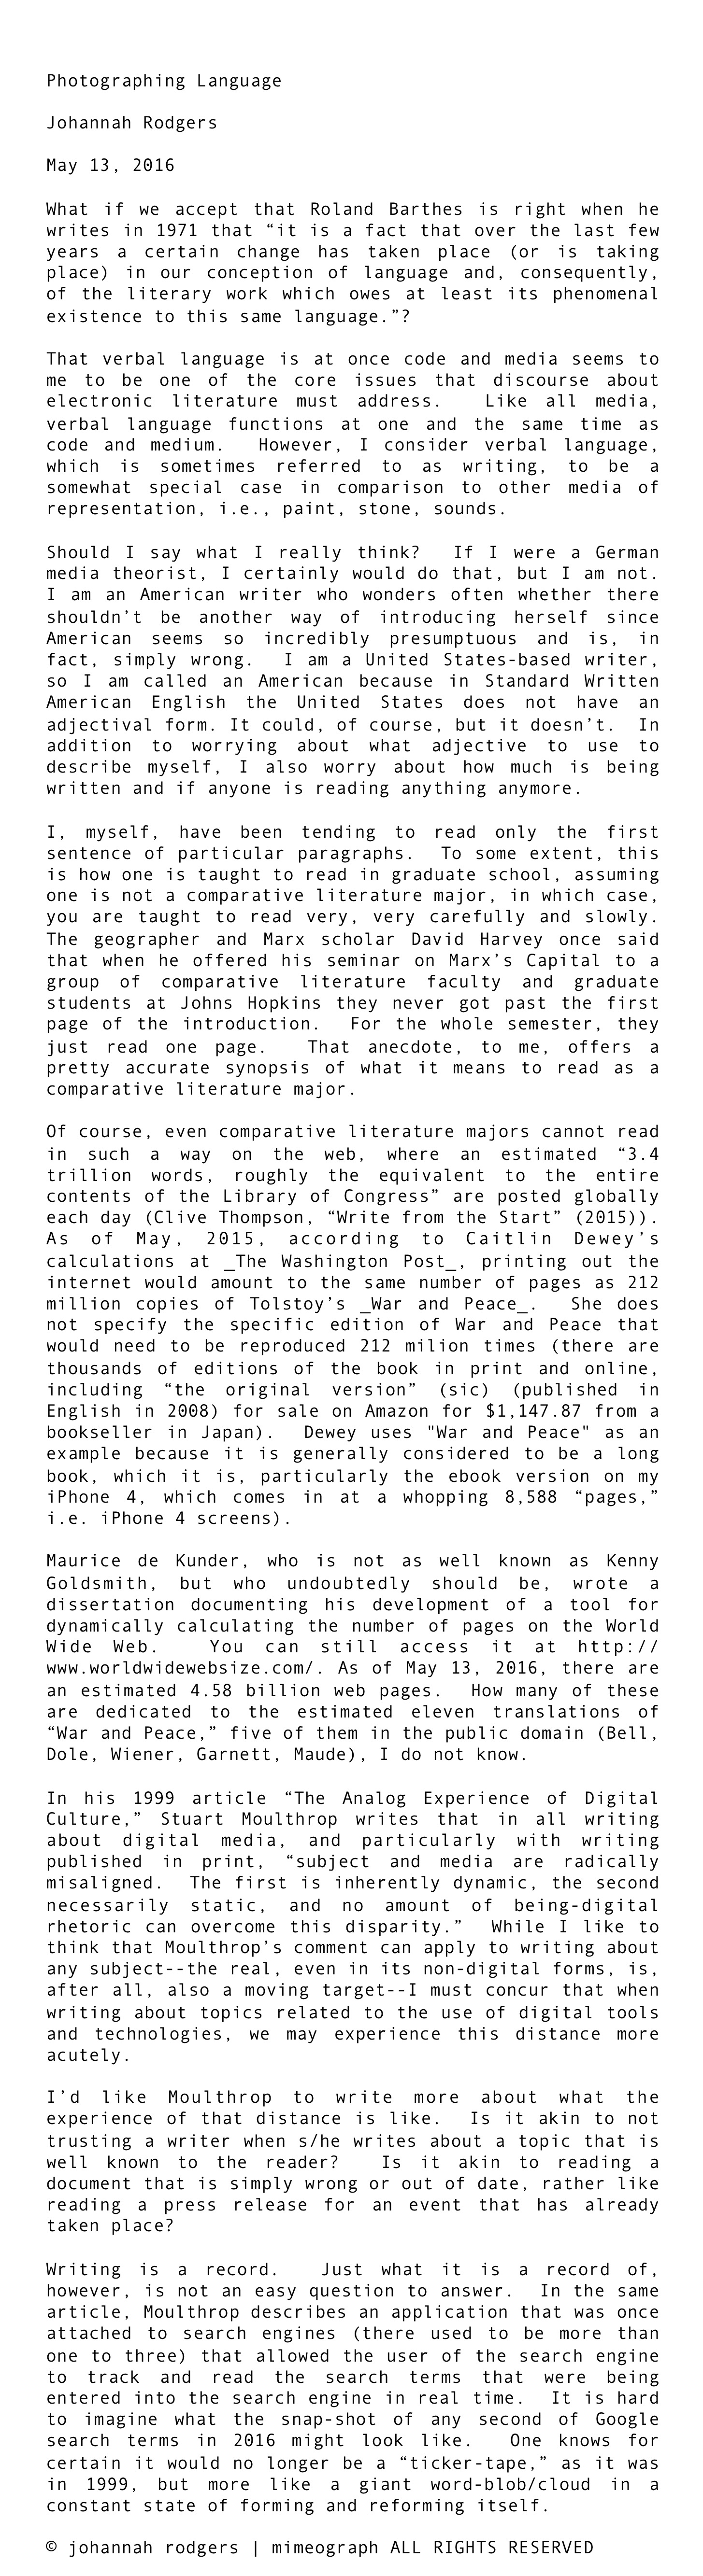 Photographing Language
Johannah Rodgers
May 13, 2016
What if we accept that Roland Barthes is right when he
writes in 1971 that “it is a fact that over the last few
years a certain change has taken place (or is taking
place) in our conception of language and, consequently,
of the literary work which owes at least its phenomenal
existence to this same language.”?
That verbal language is at once code and media seems to
me to be one of the core issues that discourse about
electronic literature must address. Like all media,
verbal language functions at one and the same time as
code and medium. However, I consider verbal language,
which is sometimes referred to as writing, to be a
somewhat special case in comparison to other media of
representation, i.e., paint, stone, sounds.
Should I say what I really think? If I were a German
media theorist, I certainly would do that, but I am not.
I am an American writer who wonders often whether there
shouldn’t be another way of introducing herself since
American seems so incredibly presumptuous and is, in
fact, simply wrong. I am a United States-based writer,
so I am called an American because in Standard Written
American English the United States does not have an
adjectival form. It could, of course, but it doesn’t. In
addition to worrying about what adjective to use to
describe myself, I also worry about how much is being
written and if anyone is reading anything anymore.
I, myself, have been tending to read only the first
sentence of particular paragraphs. To some extent, this
is how one is taught to read in graduate school, assuming
one is not a comparative literature major, in which case,
you are taught to read very, very carefully and slowly.
The geographer and Marx scholar David Harvey once said
that when he offered his seminar on Marx’s Capital to a
group of comparative literature faculty and graduate
students at Johns Hopkins they never got past the first
page of the introduction. For the whole semester, they
just read one page. That anecdote, to me, offers a
pretty accurate synopsis of what it means to read as a
comparative literature major.
Of course, even comparative literature majors cannot read
in such a way on the web, where an estimated “3.4
trillion words, roughly the equivalent to the entire
contents of the Library of Congress” are posted globally
each day (Clive Thompson, “Write from the Start” (2015)).
As of May, 2015, according to Caitlin Dewey’s
calculations at _The Washington Post_, printing out the
internet would amount to the same number of pages as 212
million copies of Tolstoy’s _War and Peace_. She does
not specify the specific edition of War and Peace that
would need to be reproduced 212 milion times (there are
thousands of editions of the book in print and online,
including “the original version” (sic) (published in
English in 2008) for sale on Amazon for $1,147.87 from a
bookseller in Japan). Dewey uses "War and Peace" as an
example because it is generally considered to be a long
book, which it is, particularly the ebook version on my
iPhone 4, which comes in at a whopping 8,588 “pages,”
i.e. iPhone 4 screens).
Maurice de Kunder, who is not as well known as Kenny
Goldsmith, but who undoubtedly should be, wrote a
dissertation documenting his development of a tool for
dynamically calculating the number of pages on the World
Wide Web. You can still access it at http://
www.worldwidewebsize.com/. As of May 13, 2016, there are
an estimated 4.58 billion web pages. How many of these
are dedicated to the estimated eleven translations of
“War and Peace,” five of them in the public domain (Bell,
Dole, Wiener, Garnett, Maude), I do not know.
In his 1999 article “The Analog Experience of Digital
Culture,” Stuart Moulthrop writes that in all writing
about digital media, and particularly with writing
published in print, “subject and media are radically
misaligned. The first is inherently dynamic, the second
necessarily static, and no amount of being-digital
rhetoric can overcome this disparity.” While I like to
think that Moulthrop’s comment can apply to writing about
any subject--the real, even in its non-digital forms, is,
after all, also a moving target--I must concur that when
writing about topics related to the use of digital tools
and technologies, we may experience this distance more
acutely.
I’d like Moulthrop to write more about what the
experience of that distance is like. Is it akin to not
trusting a writer when s/he writes about a topic that is
well known to the reader? Is it akin to reading a
document that is simply wrong or out of date, rather like
reading a press release for an event that has already
taken place?
Writing is a record. Just what it is a record of,
however, is not an easy question to answer. In the same
article, Moulthrop describes an application that was once
attached to search engines (there used to be more than
one to three) that allowed the user of the search engine
to track and read the search terms that were being
entered into the search engine in real time. It is hard
to imagine what the snap-shot of any second of Google
search terms in 2016 might look like. One knows for
certain it would no longer be a “ticker-tape,” as it was
in 1999, but more like a giant word-blob/cloud in a
constant state of forming and reforming itself.
© johannah rodgers | mimeograph ALL RIGHTS RESERVED